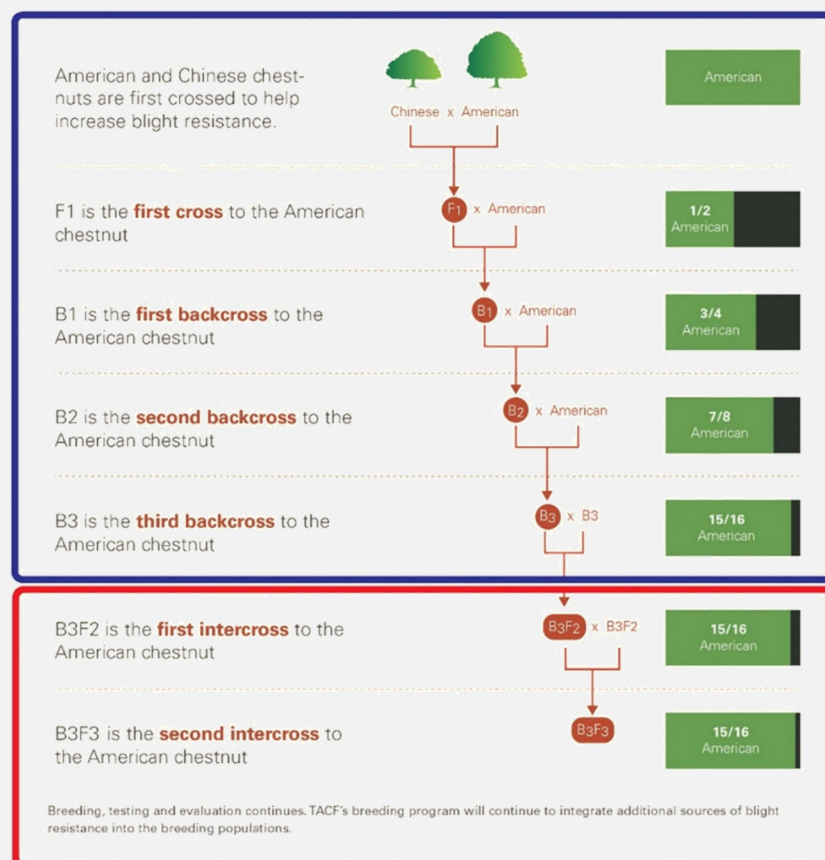 American and Chinese chest-
nuts are first crossed to help
increase blight resistance.
Chinese x American
American
F1 is the first cross to the American
chestnut
F1 x American
1/2
American
B1 is the first backcross to the
American chestnut
B1 x American
3/4
American
B2 is the second backcross to the
American chestnut
B2 x American
7/8
American
B3 is the third backcross to the
American chestnut
B3 x B3
15/16
American
B3F2 is the first intercross to the
American chestnut
B3F2 x B3F2
15/16
American
B3F3 is the second intercross to
the American chestnut
B3F3
15/16
American
Breeding, testing and evaluation continues. TACF's breeding program will continue to integrate additional sources of blight
resistance into the breeding populations.